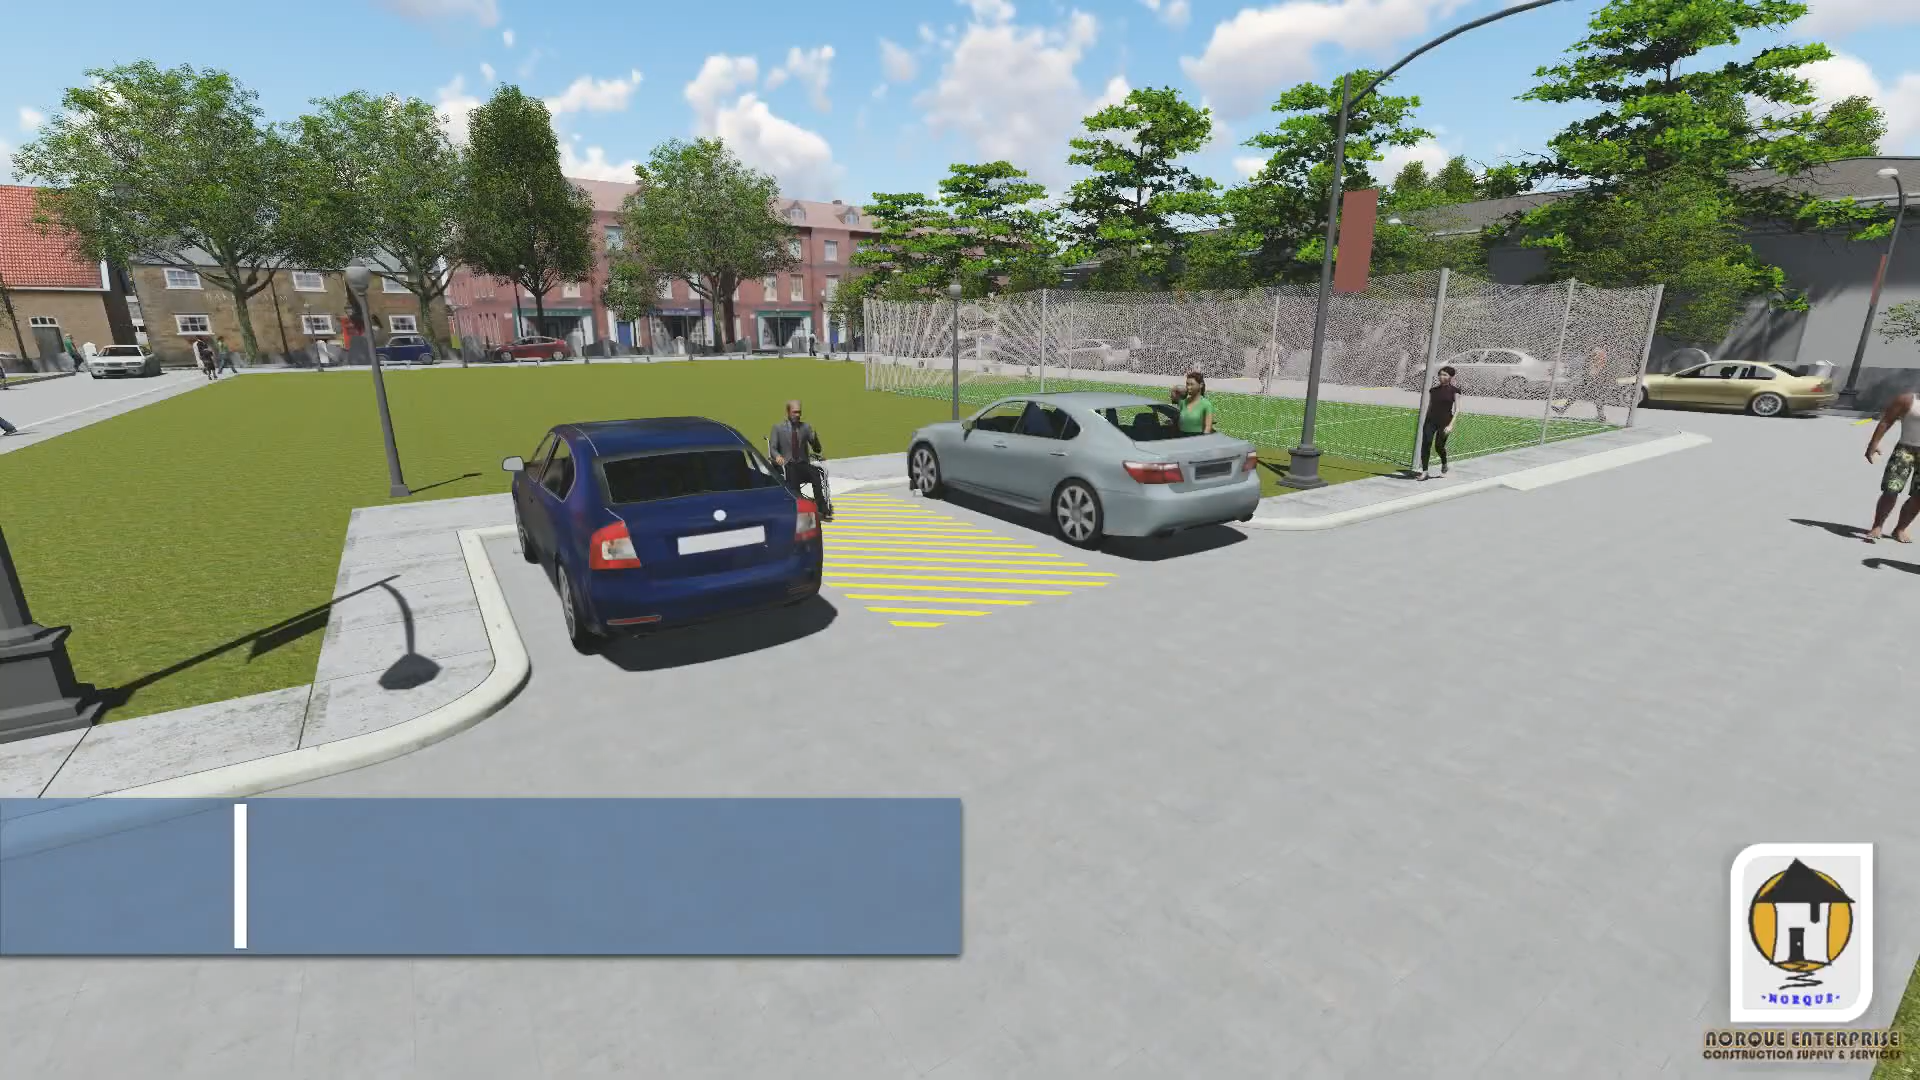 -NORQUE-
NORQUE ENTERPRISE
CONSTRUCTION SUPPLY & SERVICES